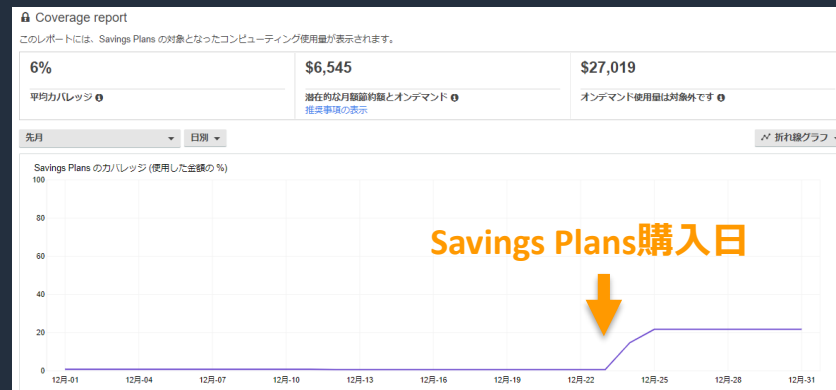 Coverage report
このレポートには、Savings Plans の対象となったコンピューティング使用量が表示されます。
6%
平均カバレッジ
$6,545
潜在的な月額節約額とオンデマンド
推奨事項の表示
$27,019
オンデマンド使用量は対象外です
先月
日別
折れ線グラフ
Savings Plans のカバレッジ (使用した金額の %)
100
80
60
40
20
0
Savings Plans購入日
12月-01 12月-04 12月-07 12月-10 12月-13 12月-16 12月-19 12月-22 12月-25 12月-28 12月-31